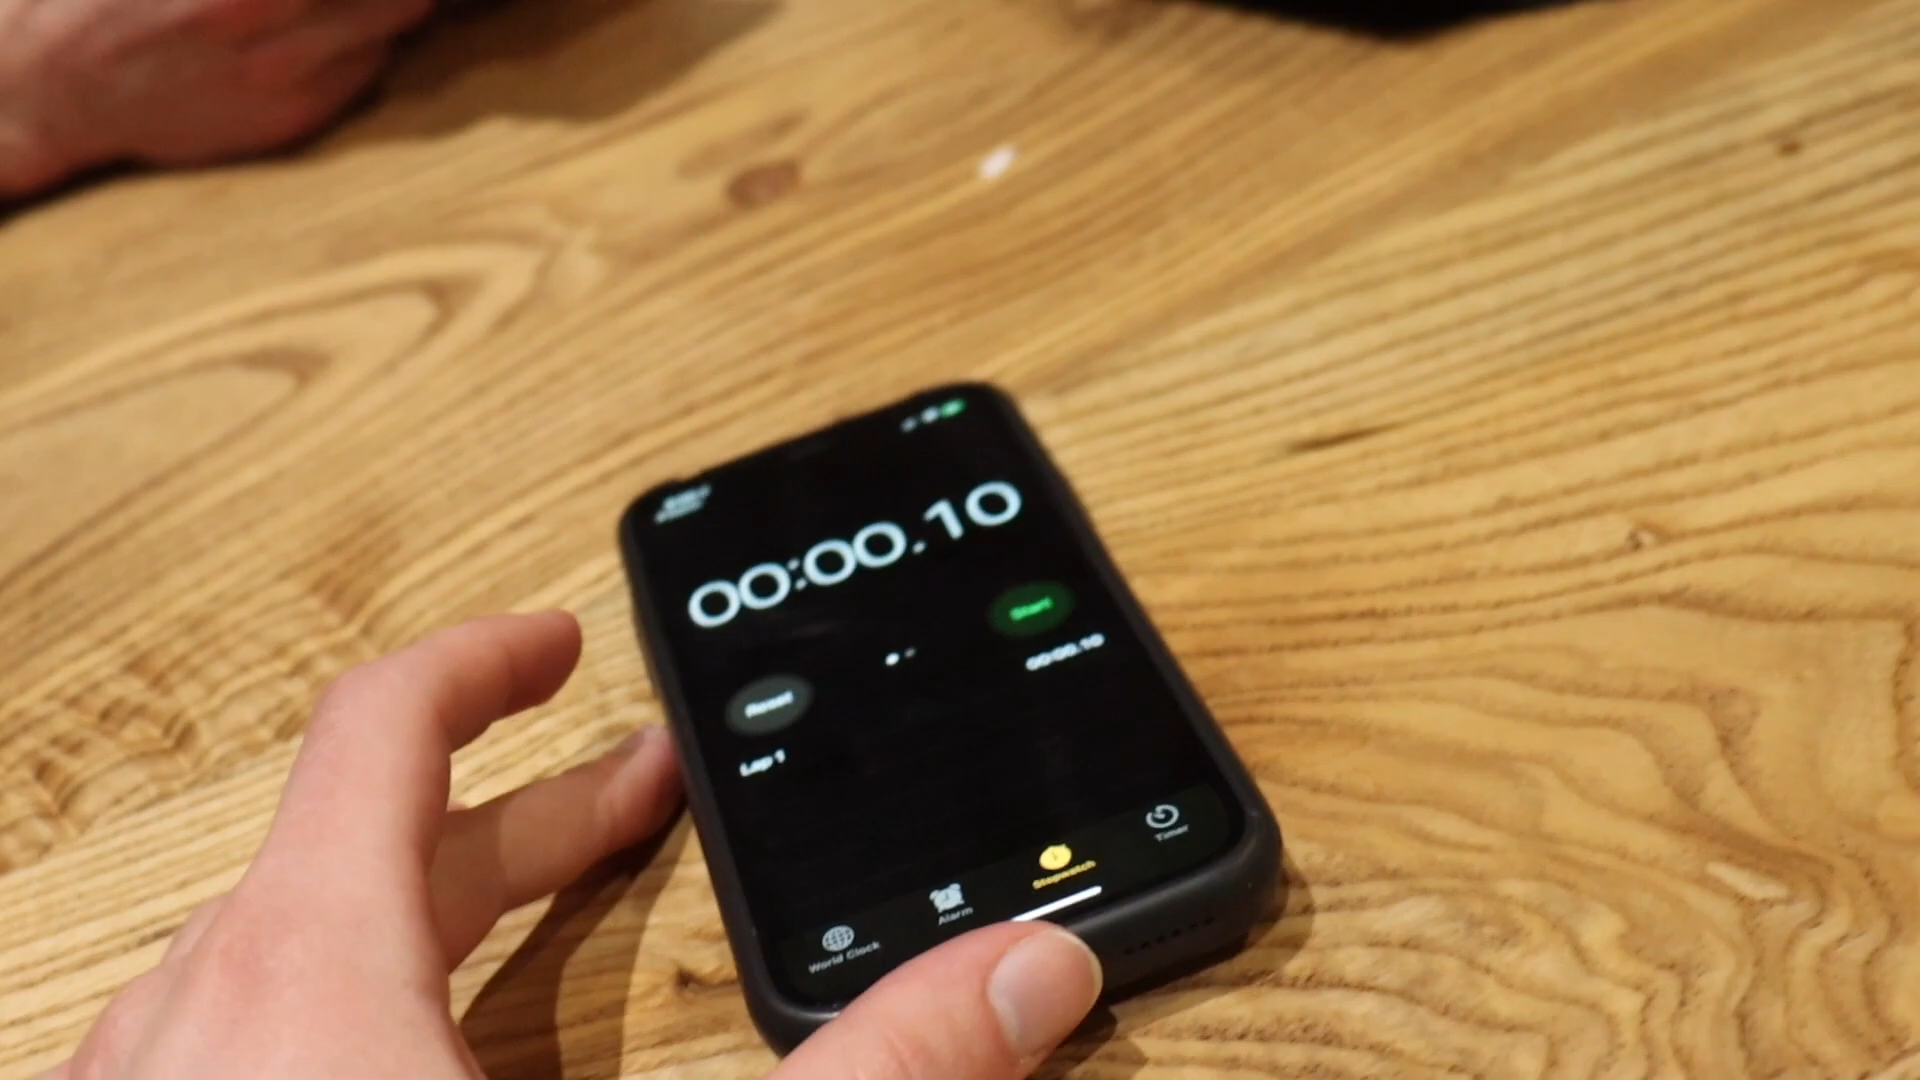 00:00.10
Start
Reset
00:00.10
Lap 1
World Clock
Alarm
Stopwatch
Timer